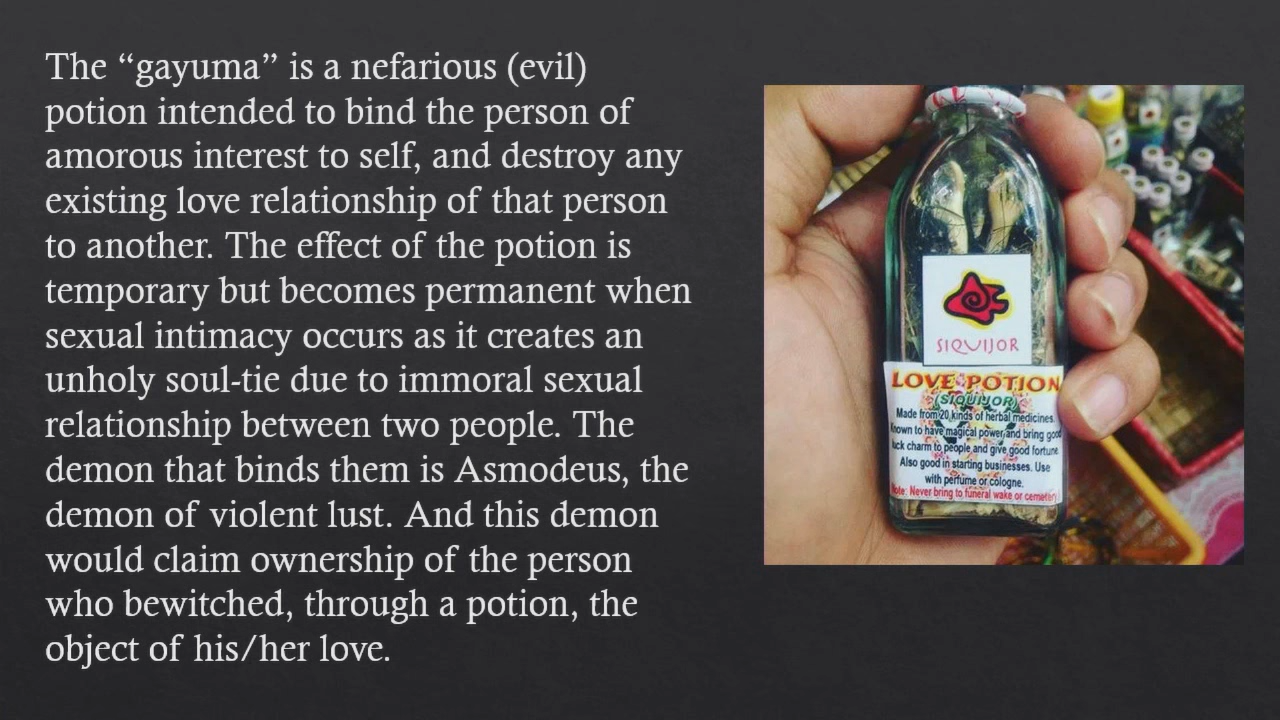 The “gayuma” is a nefarious (evil)
potion intended to bind the person of
amorous interest to self, and destroy any
existing love relationship of that person
to another. The effect of the potion is
temporary but becomes permanent when
sexual intimacy occurs as it creates an
unholy soul-tie due to immoral sexual
relationship between two people. The
demon that binds them is Asmodeus, the
demon of violent lust. And this demon
would claim ownership of the person
who bewitched, through a potion, the
object of his/her love.
SIQUIJOR
LOVE POTION
(SIQUIJOR)
Made from 20 kinds of herbal medicines.
Known to have magical power and bring good
luck charm to people and give good fortune.
Also good in starting businesses. Use
with perfume or cologne.
Note: Never bring to funeral wake or cemetery